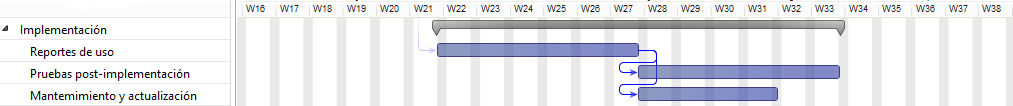 W16 W17 W18 W19 W20 W21 W22 W23 W24 W25 W26 W27 W28 W29 W30 W31 W32 W33 W34 W35 W36 W37 W38
Implementación
Reportes de uso
Pruebas post-implementación
Mantemimiento y actualización